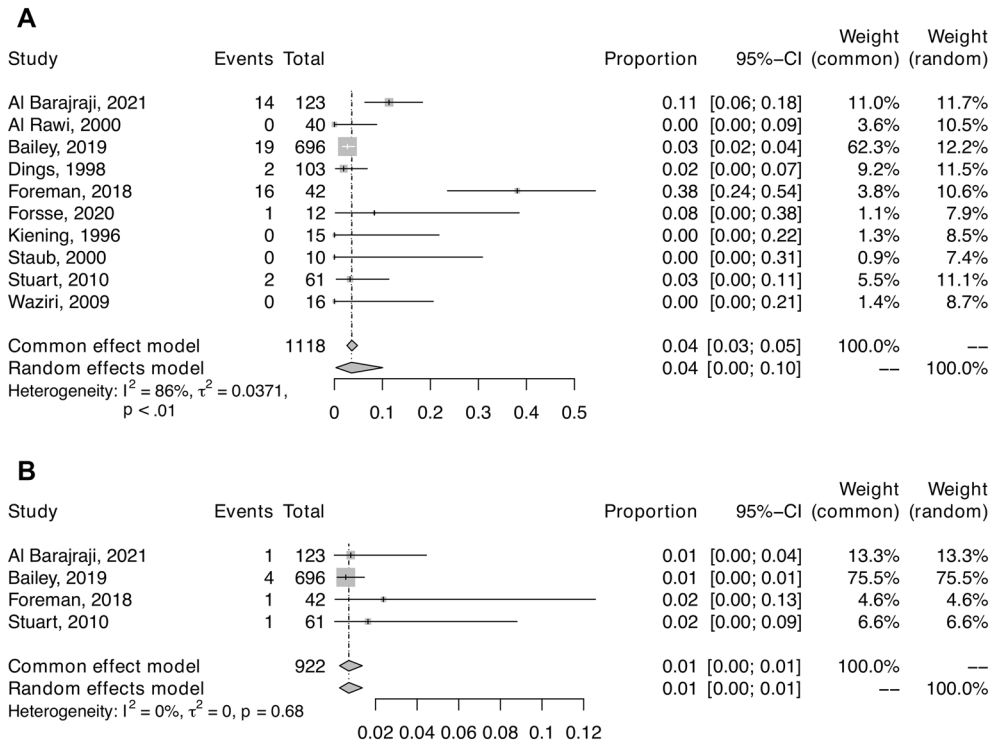 A
Weight Weight
Study Events Total Proportion 95%−CI (common) (random)
Al Barajraji, 2021 14 123 0.11 [0.06; 0.18] 11.0% 11.7%
Al Rawi, 2000 0 40 0.00 [0.00; 0.09] 3.6% 10.5%
Bailey, 2019 19 696 0.03 [0.02; 0.04] 62.3% 12.2%
Dings, 1998 2 103 0.02 [0.00; 0.07] 9.2% 11.5%
Foreman, 2018 16 42 0.38 [0.24; 0.54] 3.8% 10.6%
Forsse, 2020 1 12 0.08 [0.00; 0.38] 1.1% 7.9%
Kiening, 1996 0 15 0.00 [0.00; 0.22] 1.3% 8.5%
Staub, 2000 0 10 0.00 [0.00; 0.31] 0.9% 7.4%
Stuart, 2010 2 61 0.03 [0.00; 0.11] 5.5% 11.1%
Waziri, 2009 0 16 0.00 [0.00; 0.21] 1.4% 8.7%
Common effect model 1118 0.04 [0.03; 0.05] 100.0% −−
Random effects model 0.04 [0.00; 0.10] −− 100.0%
Heterogeneity: I² = 86%, τ² = 0.0371,
p < .01
0 0.1 0.2 0.3 0.4 0.5
B
Weight Weight
Study Events Total Proportion 95%−CI (common) (random)
Al Barajraji, 2021 1 123 0.01 [0.00; 0.04] 13.3% 13.3%
Bailey, 2019 4 696 0.01 [0.00; 0.01] 75.5% 75.5%
Foreman, 2018 1 42 0.02 [0.00; 0.13] 4.6% 4.6%
Stuart, 2010 1 61 0.02 [0.00; 0.09] 6.6% 6.6%
Common effect model 922 0.01 [0.00; 0.01] 100.0% −−
Random effects model 0.01 [0.00; 0.01] −− 100.0%
Heterogeneity: I² = 0%, τ² = 0, p = 0.68
0.02 0.04 0.06 0.08 0.1 0.12